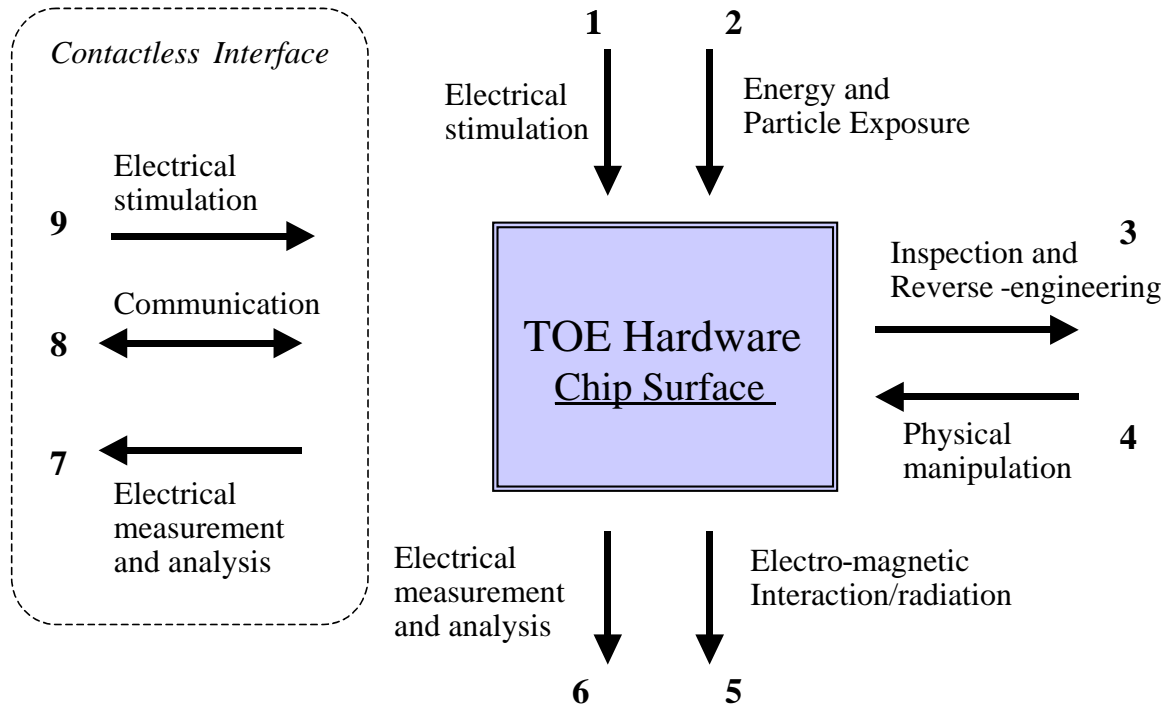 Contactless Interface
1
2
Electrical
stimulation
Energy and
Particle Exposure
Electrical
stimulation
9
Communication
8
7
Electrical
measurement
and analysis
TOE Hardware
Chip Surface
3
Inspection and
Reverse -engineering
Physical
manipulation
4
Electrical
measurement
and analysis
Electro-magnetic
Interaction/radiation
6
5